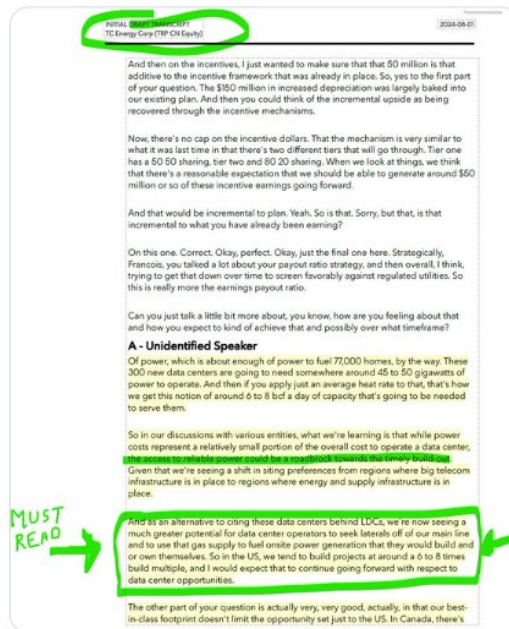 INITIAL DRAFT TRANSCRIPT
TC Energy Corp (TRP CN Equity)
2024-08-01
And then on the incentives, I just wanted to make sure that that 50 million is that
additive to the incentive framework that was already in place. So, yes to the first part
of your question. The $150 million in increased depreciation was largely baked into
our existing plan. And then you could think of the incremental upside as being
recovered through the incentive mechanisms.
Now, there's no cap on the incentive dollars. That the mechanism is very similar to
what it was last time in that there's two different tiers that will go through. Tier one
has a 50 50 sharing, tier two and 80 20 sharing. When we look at things, we think
that there's a reasonable expectation that we should be able to generate around $50
million or so of these incentive earnings going forward.
And that would be incremental to plan. Yeah. So is that. Sorry, but that, is that
incremental to what you have already been earning?
On this one. Correct. Okay, perfect. Okay, just the final one here. Strategically,
Francois, you talked a lot about your payout ratio strategy, and then overall, I think,
trying to get that down over time to screen favorably against regulated utilities. So
this is really more the earnings payout ratio.
Can you just talk a little bit more about, you know, how are you feeling about that
and how you expect to kind of achieve that and possibly over what timeframe?
A - Unidentified Speaker
Of power, which is about enough of power to fuel 77,000 homes, by the way. These
300 new data centers are going to need somewhere around 45 to 50 gigawatts of
power to operate. And then if you apply just an average heat rate to that, that's how
we get this notion of around 6 to 8 bcf a day of capacity that's going to be needed
to serve them.
So in our discussions with various entities, what we're learning is that while power
costs represent a relatively small portion of the overall cost to operate a data center,
the access to reliable power could be a roadblock towards the timely build-out.
Given that we're seeing a shift in siting preferences from regions where big telecom
infrastructure is in place to regions where energy and supply infrastructure is in
place.
MUST
READ
And as an alternative to citing these data centers behind LDCs, we're now seeing a
much greater potential for data center operators to seek laterals off of our main line
and to use that gas supply to fuel onsite power generation that they would build and
or own themselves. So in the US, we tend to build projects at around a 6 to 8 times
build multiple, and I would expect that to continue going forward with respect to
data center opportunities.
The other part of your question is actually very, very good, actually, in that our best-
in-class footprint doesn't limit the opportunity set just to the US. In Canada, there's